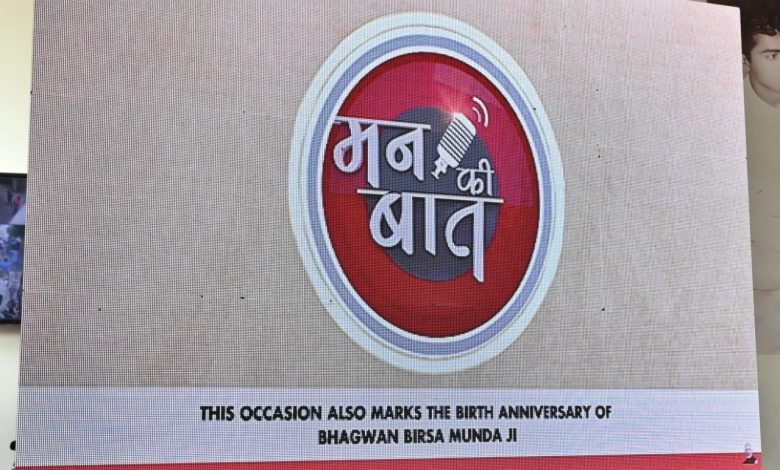 मन की
बात
THIS OCCASION ALSO MARKS THE BIRTH ANNIVERSARY OF
BHAGWAN BIRSA MUNDA JI